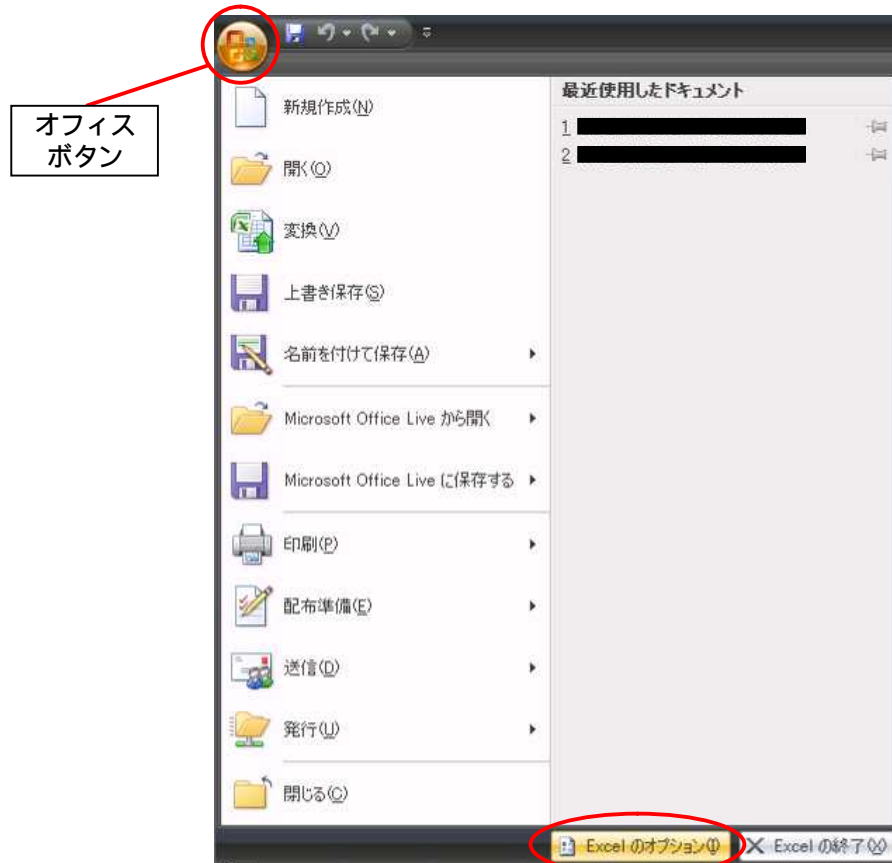 オフィス
ボタン
新規作成(N)
開く(O)
変換(V)
上書き保存(S)
名前を付けて保存(A)
Microsoft Office Live から開く
Microsoft Office Live に保存する
印刷(P)
配布準備(E)
送信(D)
発行(U)
閉じる(C)
最近使用したドキュメント
1
2
Excel のオプション(I)
Excel の終了(X)